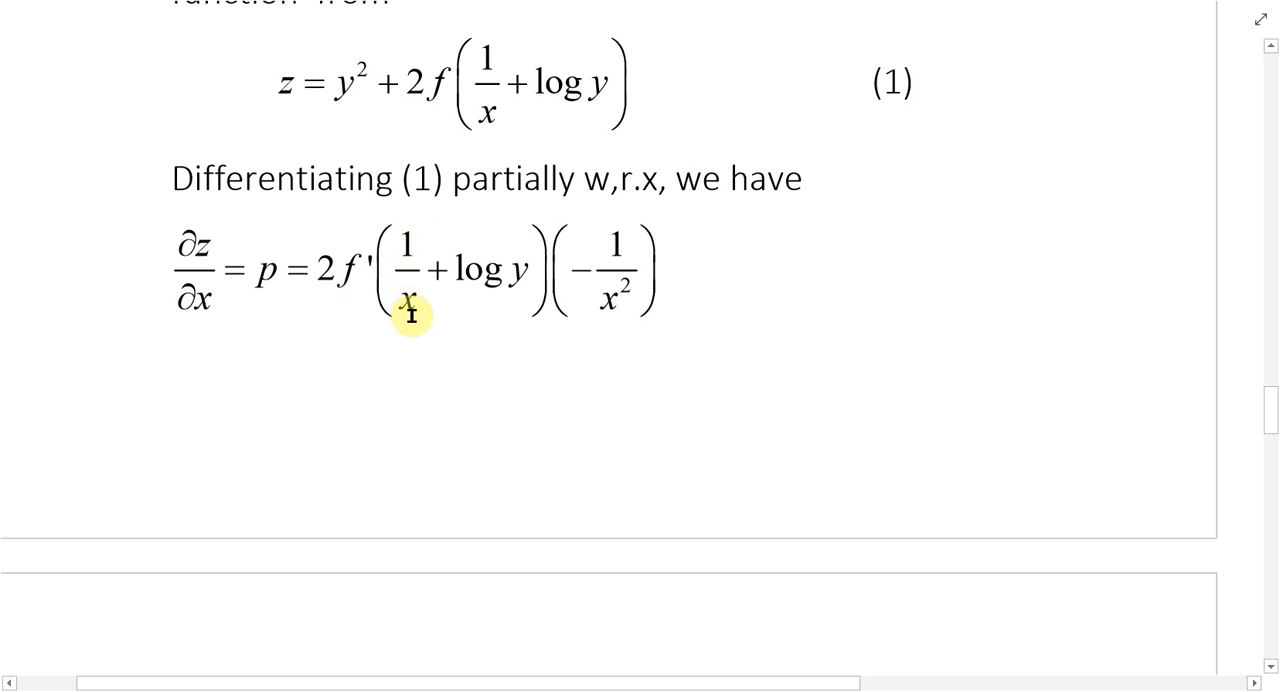 z = y² + 2f(1/x + log y) (1)
Differentiating (1) partially w,r.x, we have
∂z/∂x = p = 2f'(1/x + log y)(−1/x²)